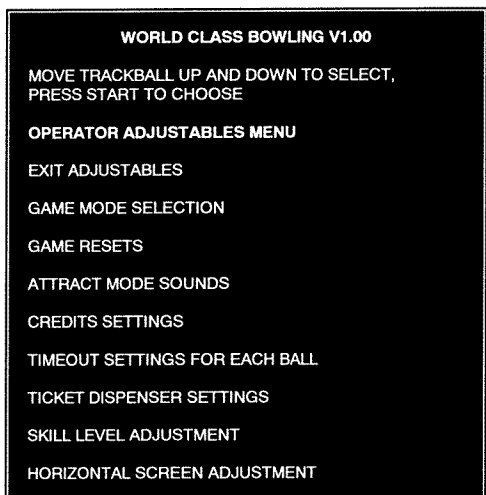 WORLD CLASS BOWLING V1.00
MOVE TRACKBALL UP AND DOWN TO SELECT,
PRESS START TO CHOOSE
OPERATOR ADJUSTABLES MENU
EXIT ADJUSTABLES
GAME MODE SELECTION
GAME RESETS
ATTRACT MODE SOUNDS
CREDITS SETTINGS
TIMEOUT SETTINGS FOR EACH BALL
TICKET DISPENSER SETTINGS
SKILL LEVEL ADJUSTMENT
HORIZONTAL SCREEN ADJUSTMENT